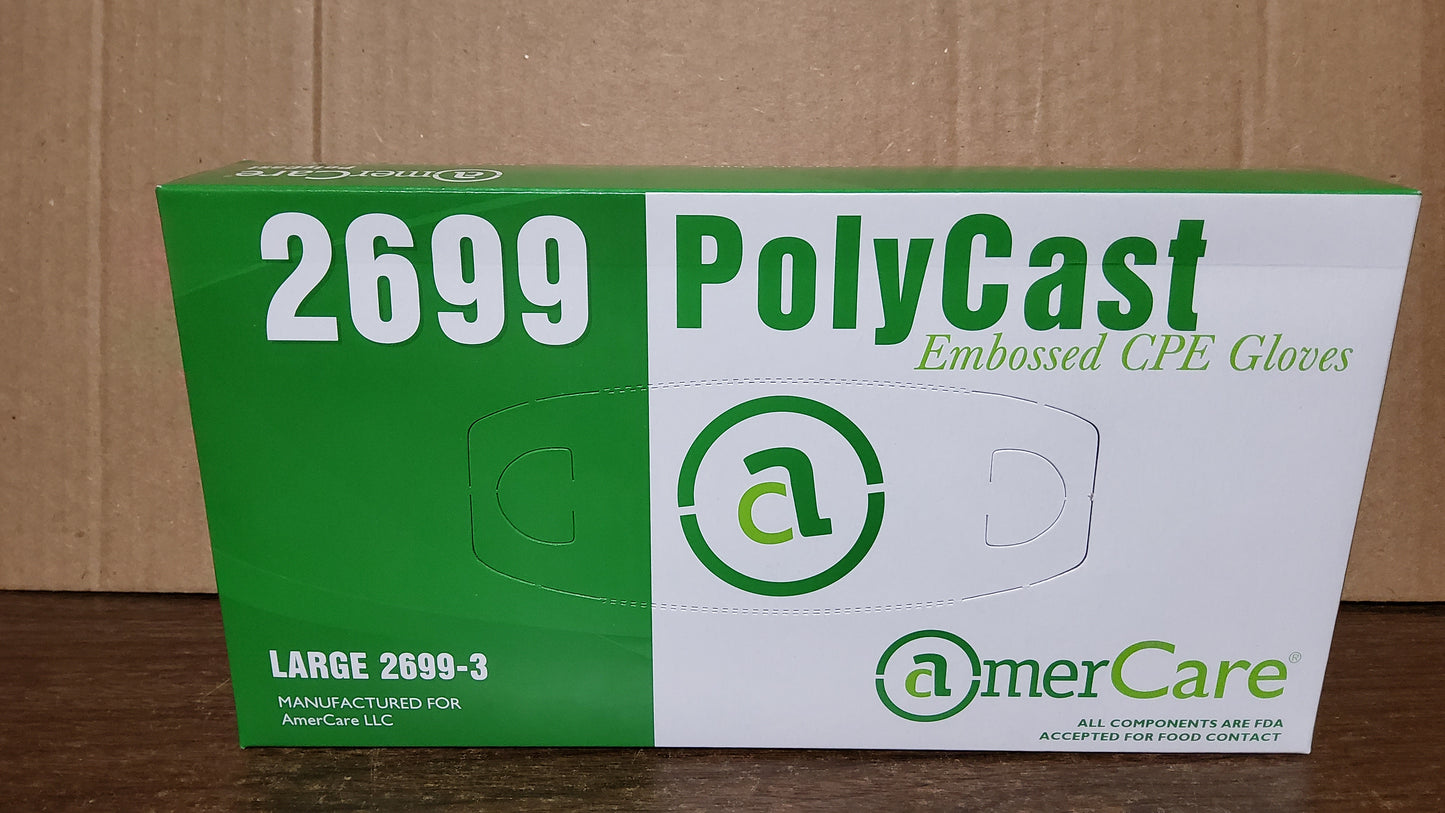 amerCare
2699
PolyCast
Embossed CPE Gloves
a
LARGE 2699-3
MANUFACTURED FOR
AmerCare LLC
amerCare®
ALL COMPONENTS ARE FDA
ACCEPTED FOR FOOD CONTACT